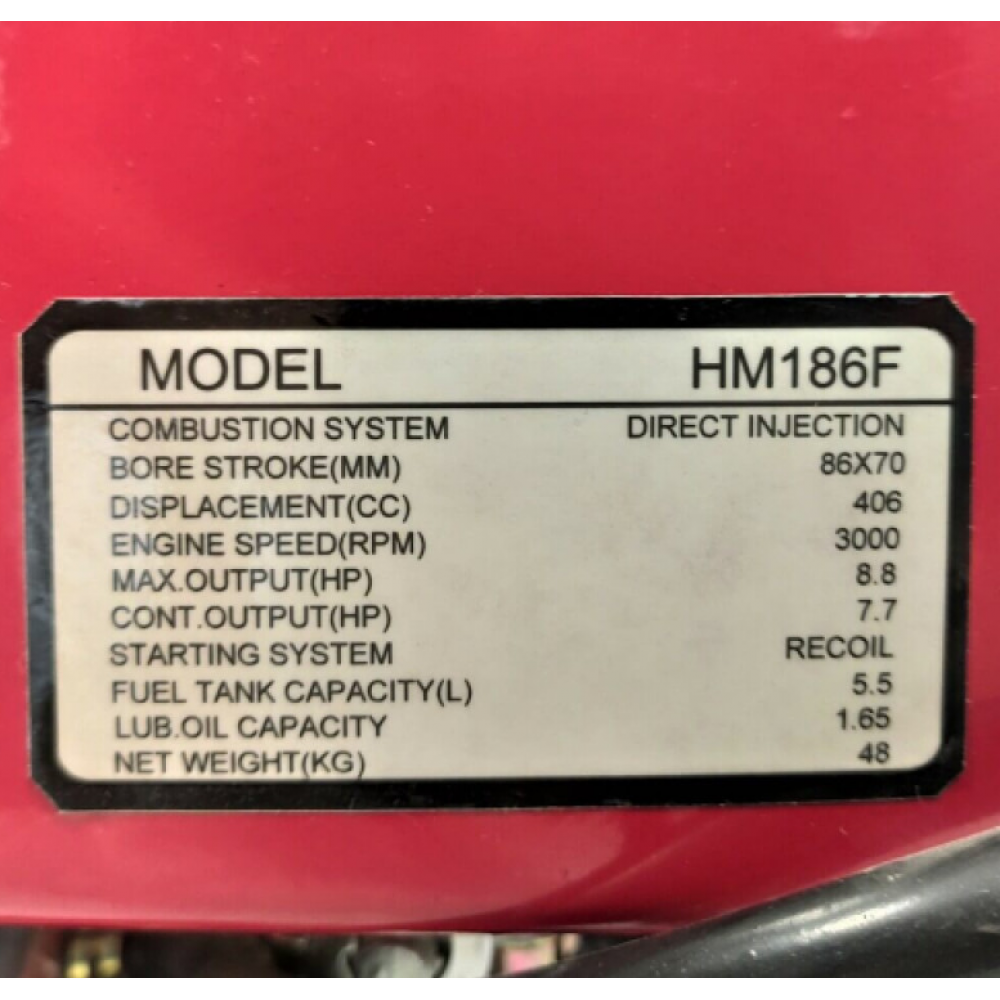 MODEL HM186F
COMBUSTION SYSTEM DIRECT INJECTION
BORE STROKE(MM) 86X70
DISPLACEMENT(CC) 406
ENGINE SPEED(RPM) 3000
MAX.OUTPUT(HP) 8.8
CONT.OUTPUT(HP) 7.7
STARTING SYSTEM RECOIL
FUEL TANK CAPACITY(L) 5.5
LUB.OIL CAPACITY 1.65
NET WEIGHT(KG) 48